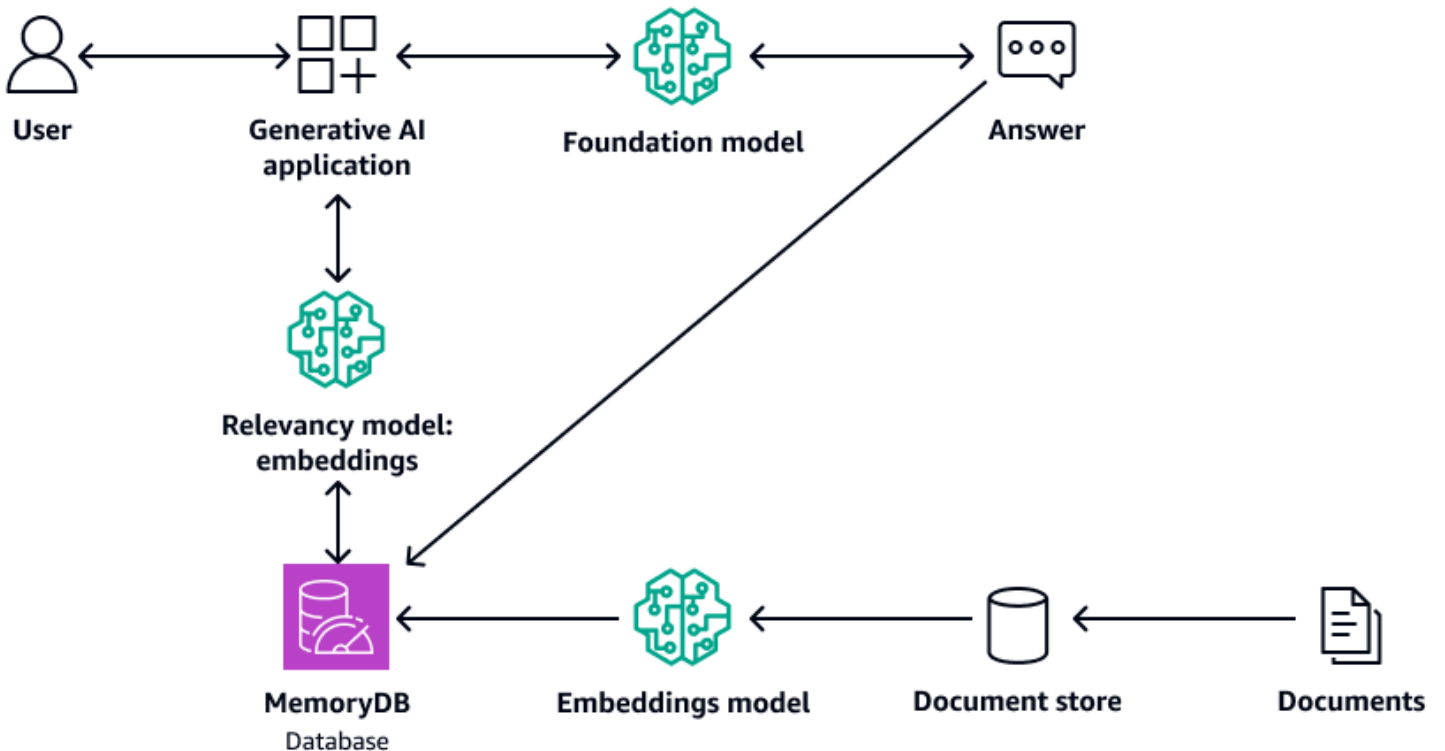 User
Generative AI
application
Foundation model
Answer
Relevancy model:
embeddings
MemoryDB
Database
Embeddings model
Document store
Documents